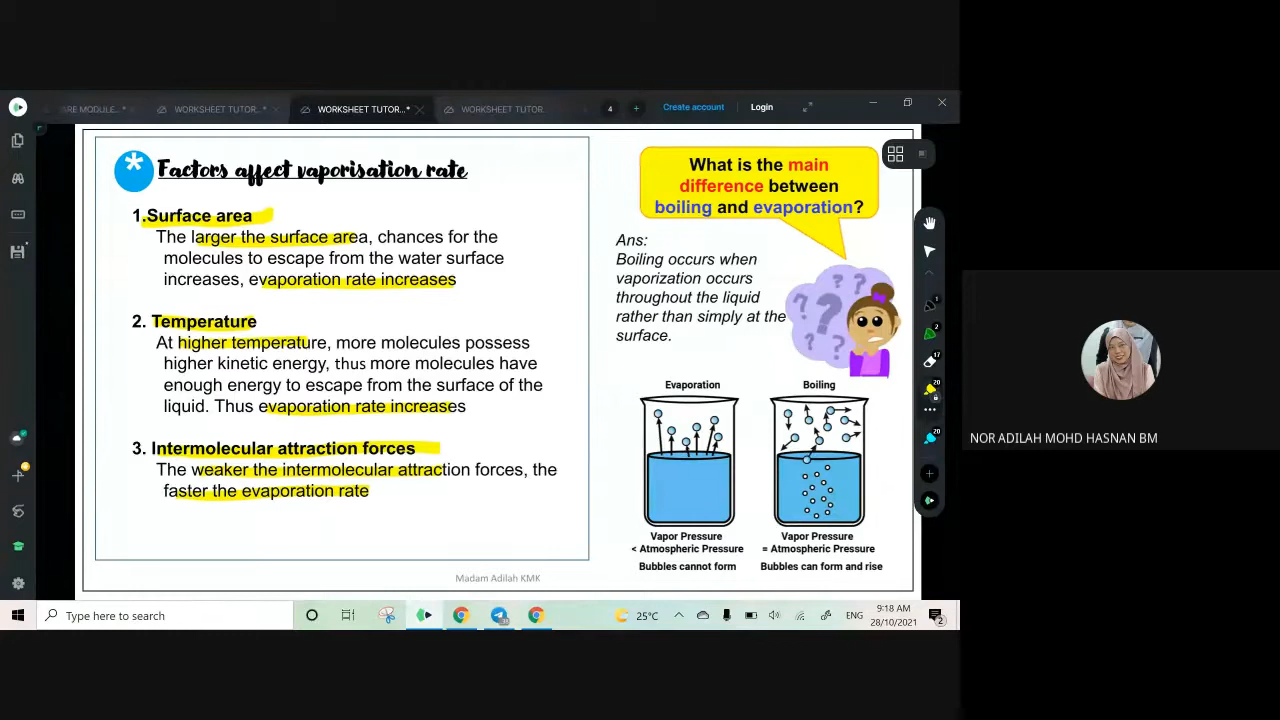 WORKSHEET TUTOR...*
WORKSHEET TUTOR...*
WORKSHEET TUTOR.
4
Create account
Login
*
Factors affect vaporisation rate
1.Surface area
The larger the surface area, chances for the
molecules to escape from the water surface
increases, evaporation rate increases
2. Temperature
At higher temperature, more molecules possess
higher kinetic energy, thus more molecules have
enough energy to escape from the surface of the
liquid. Thus evaporation rate increases
3. Intermolecular attraction forces
The weaker the intermolecular attraction forces, the
faster the evaporation rate
Madam Adilah KMK
What is the main
difference between
boiling and evaporation?
Ans:
Boiling occurs when
vaporization occurs
throughout the liquid
rather than simply at the
surface.
Evaporation
Boiling
Vapor Pressure
< Atmospheric Pressure
Bubbles cannot form
Vapor Pressure
= Atmospheric Pressure
Bubbles can form and rise
1
2
17
20
20
NOR ADILAH MOHD HASNAN BM
Type here to search
25°C
ENG
9:18 AM
28/10/2021
2